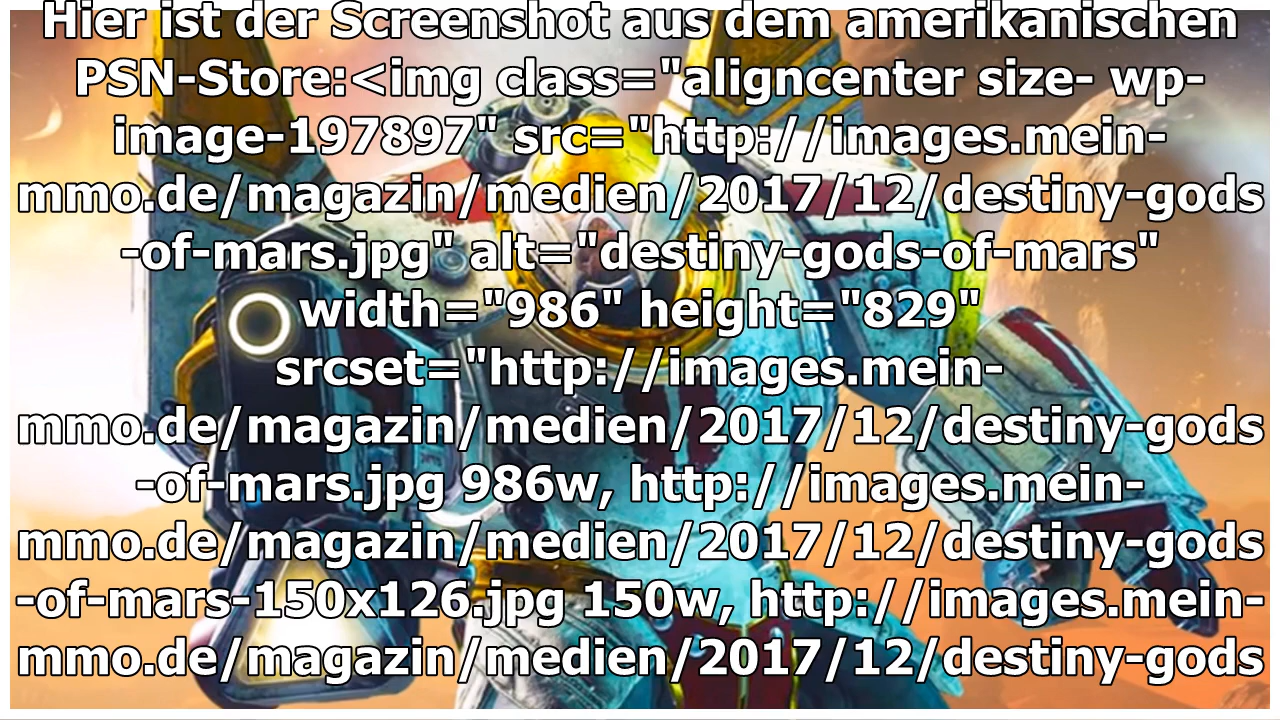 Hier ist der Screenshot aus dem amerikanischen
PSN-Store:<img class="aligncenter size- wp-
image-197897" src="http://images.mein-
mmo.de/magazin/medien/2017/12/destiny-gods
-of-mars.jpg" alt="destiny-gods-of-mars"
width="986" height="829"
srcset="http://images.mein-
mmo.de/magazin/medien/2017/12/destiny-gods
-of-mars.jpg 986w, http://images.mein-
mmo.de/magazin/medien/2017/12/destiny-gods
-of-mars-150x126.jpg 150w, http://images.mein-
mmo.de/magazin/medien/2017/12/destiny-gods